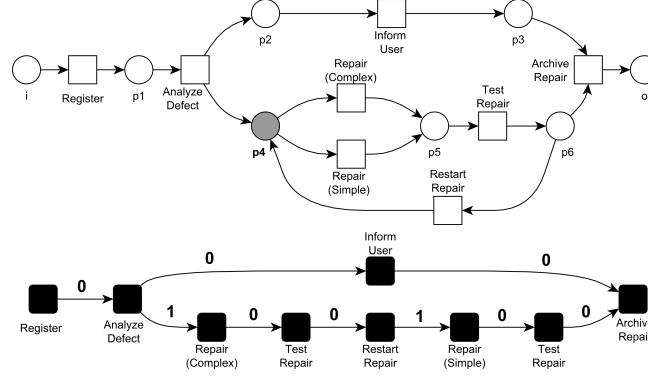 p2
Inform
User
p3
i
Register
p1
Analyze
Defect
Repair
(Complex)
Archive
Repair
o
p4
Repair
(Simple)
p5
Test
Repair
p6
Restart
Repair
Inform
User
0
0
0
1
0
0
1
0
0
Register
Analyze
Defect
Repair
(Complex)
Test
Repair
Restart
Repair
Repair
(Simple)
Test
Repair
Archive
Repair